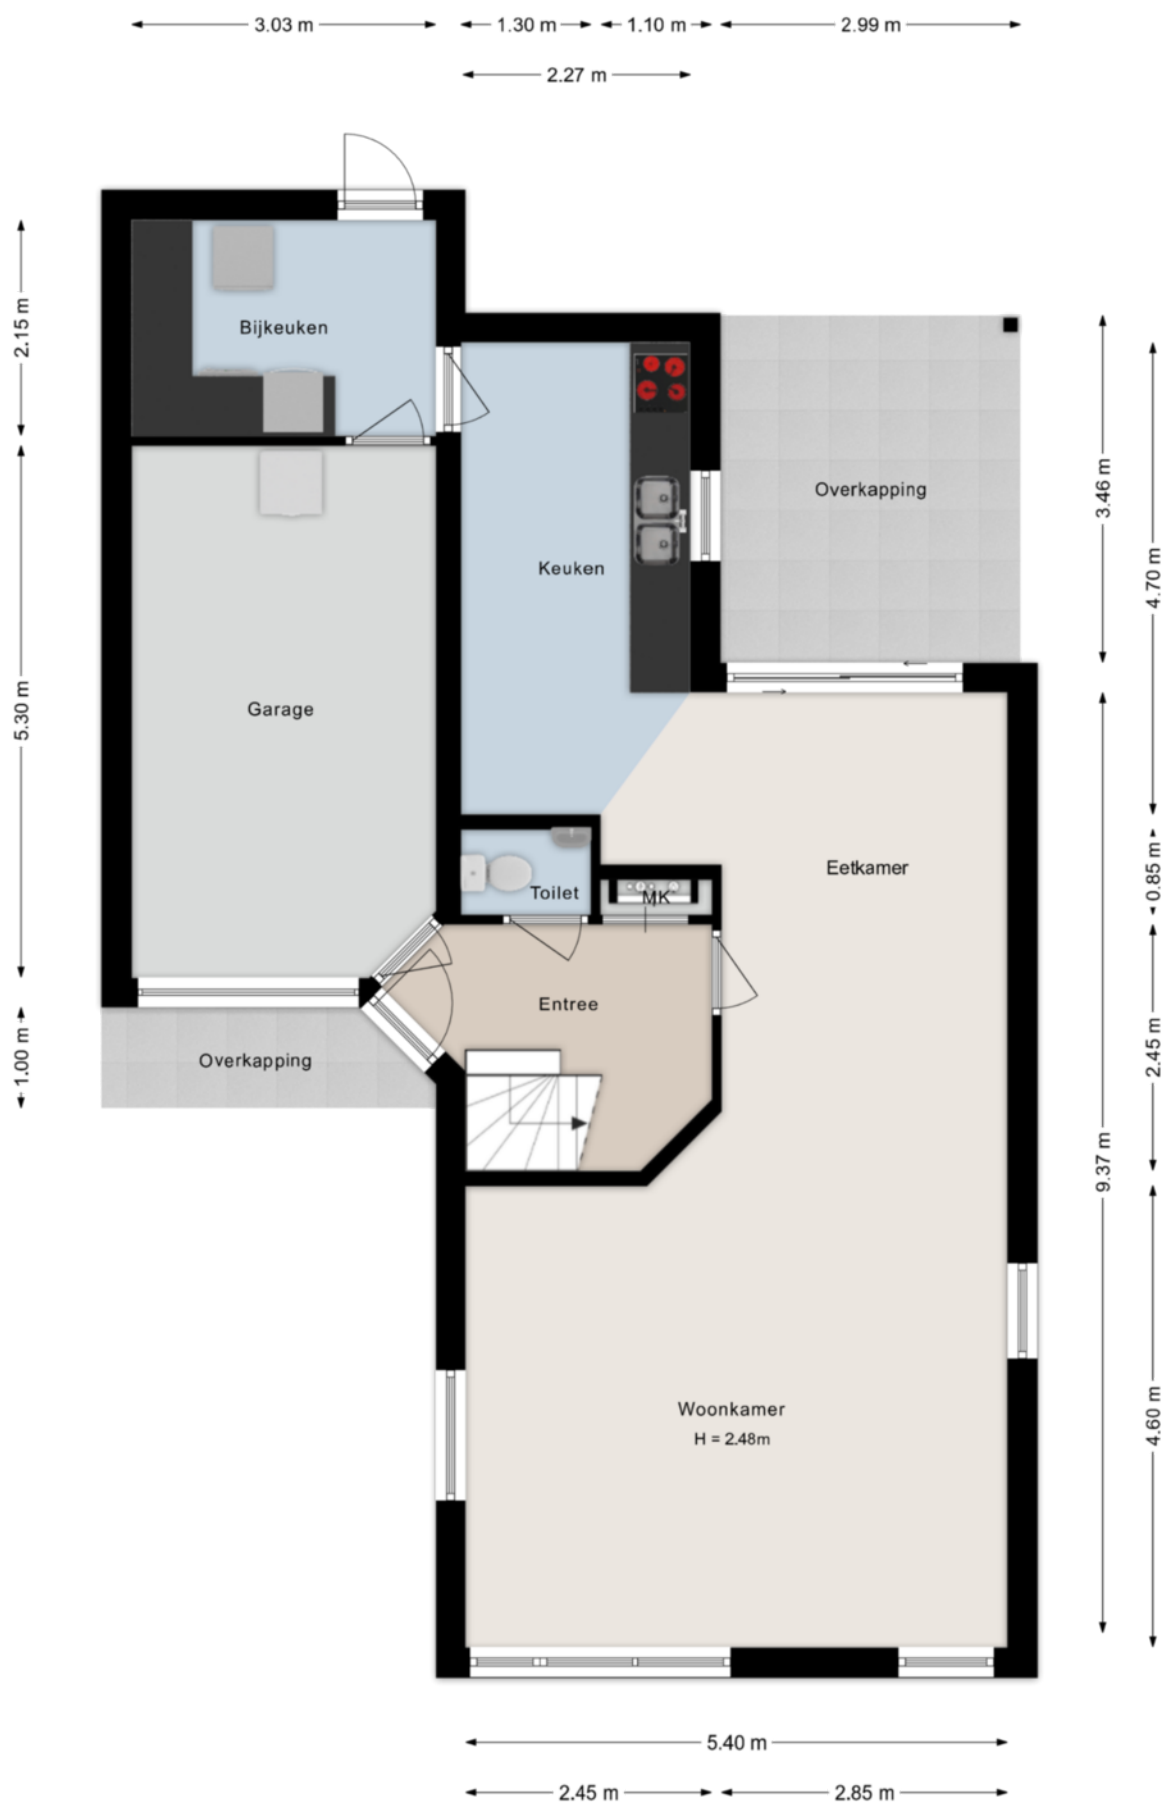 3.03 m
1.30 m
1.10 m
2.99 m
2.27 m
2.15 m
Bijkeuken
3.46 m
Overkapping
4.70 m
Keuken
5.30 m
Garage
Eetkamer
0.85 m
Toilet
MK
Entree
1.00 m
Overkapping
2.45 m
9.37 m
Woonkamer
H = 2.48m
4.60 m
5.40 m
2.45 m
2.85 m